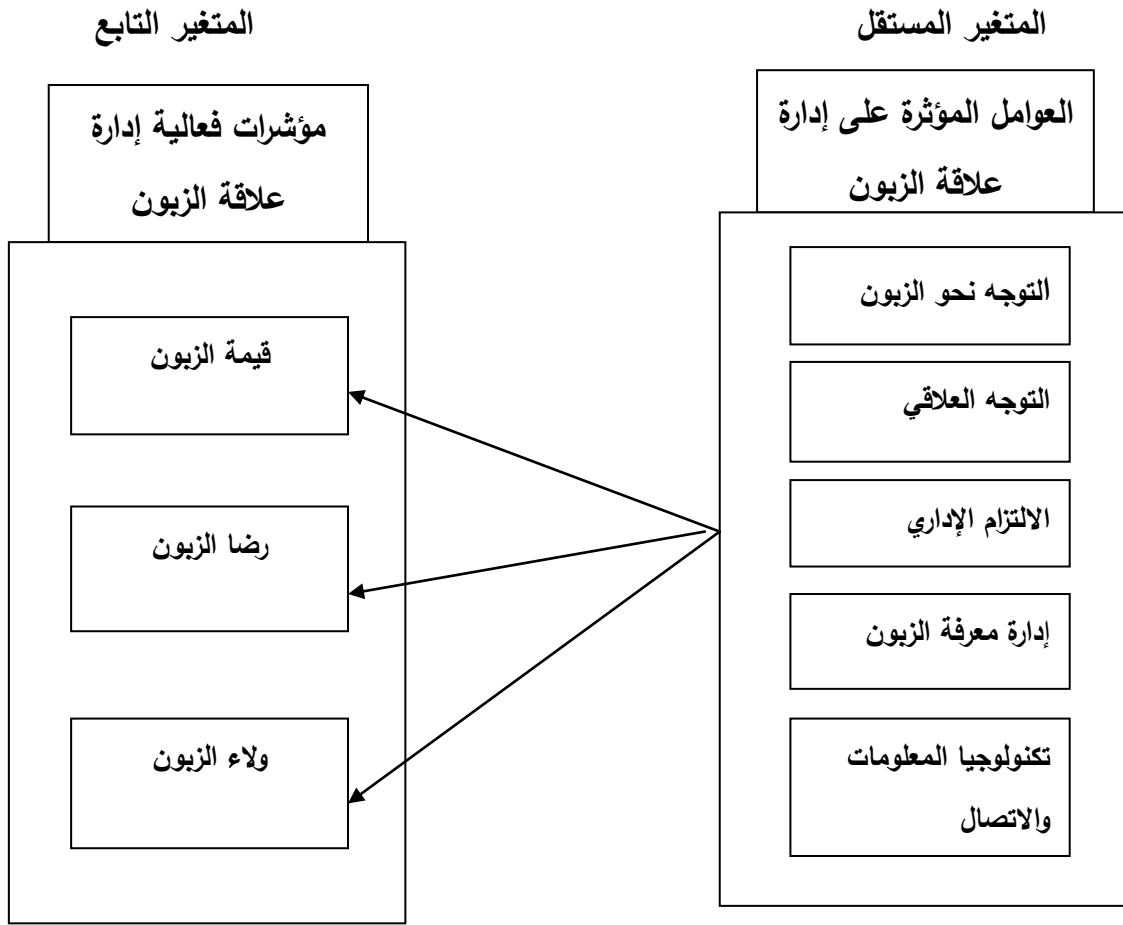 المتغير المستقل
العوامل المؤثرة على إدارة
علاقة الزبون
التوجه نحو الزبون
التوجه العلاقي
الالتزام الإداري
إدارة معرفة الزبون
تكنولوجيا المعلومات
والاتصال
المتغير التابع
مؤشرات فعالية إدارة
علاقة الزبون
قيمة الزبون
رضا الزبون
ولاء الزبون